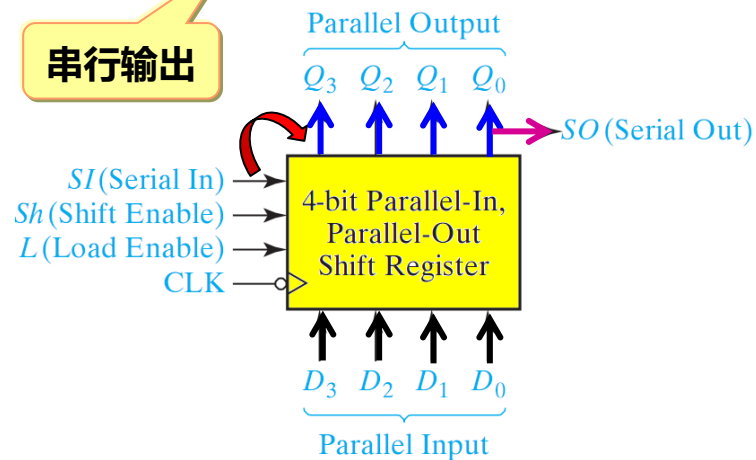 Parallel Output
串行输出
Q3 Q2 Q1 Q0
SO (Serial Out)
SI (Serial In)
Sh (Shift Enable)
L (Load Enable)
CLK
4-bit Parallel-In,
Parallel-Out
Shift Register
D3 D2 D1 D0
Parallel Input